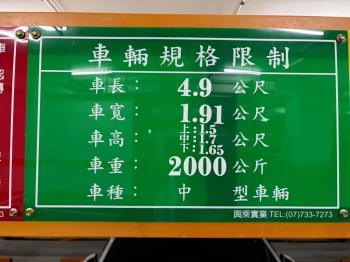 車輛規格限制
車長： 4.9 公尺
車寬： 1.91 公尺
車高： 上：1.5 中：1.7 下：1.65 公尺
車重： 2000 公斤
車種： 中 型車輛
興乘實業 TEL:(07)733-7273